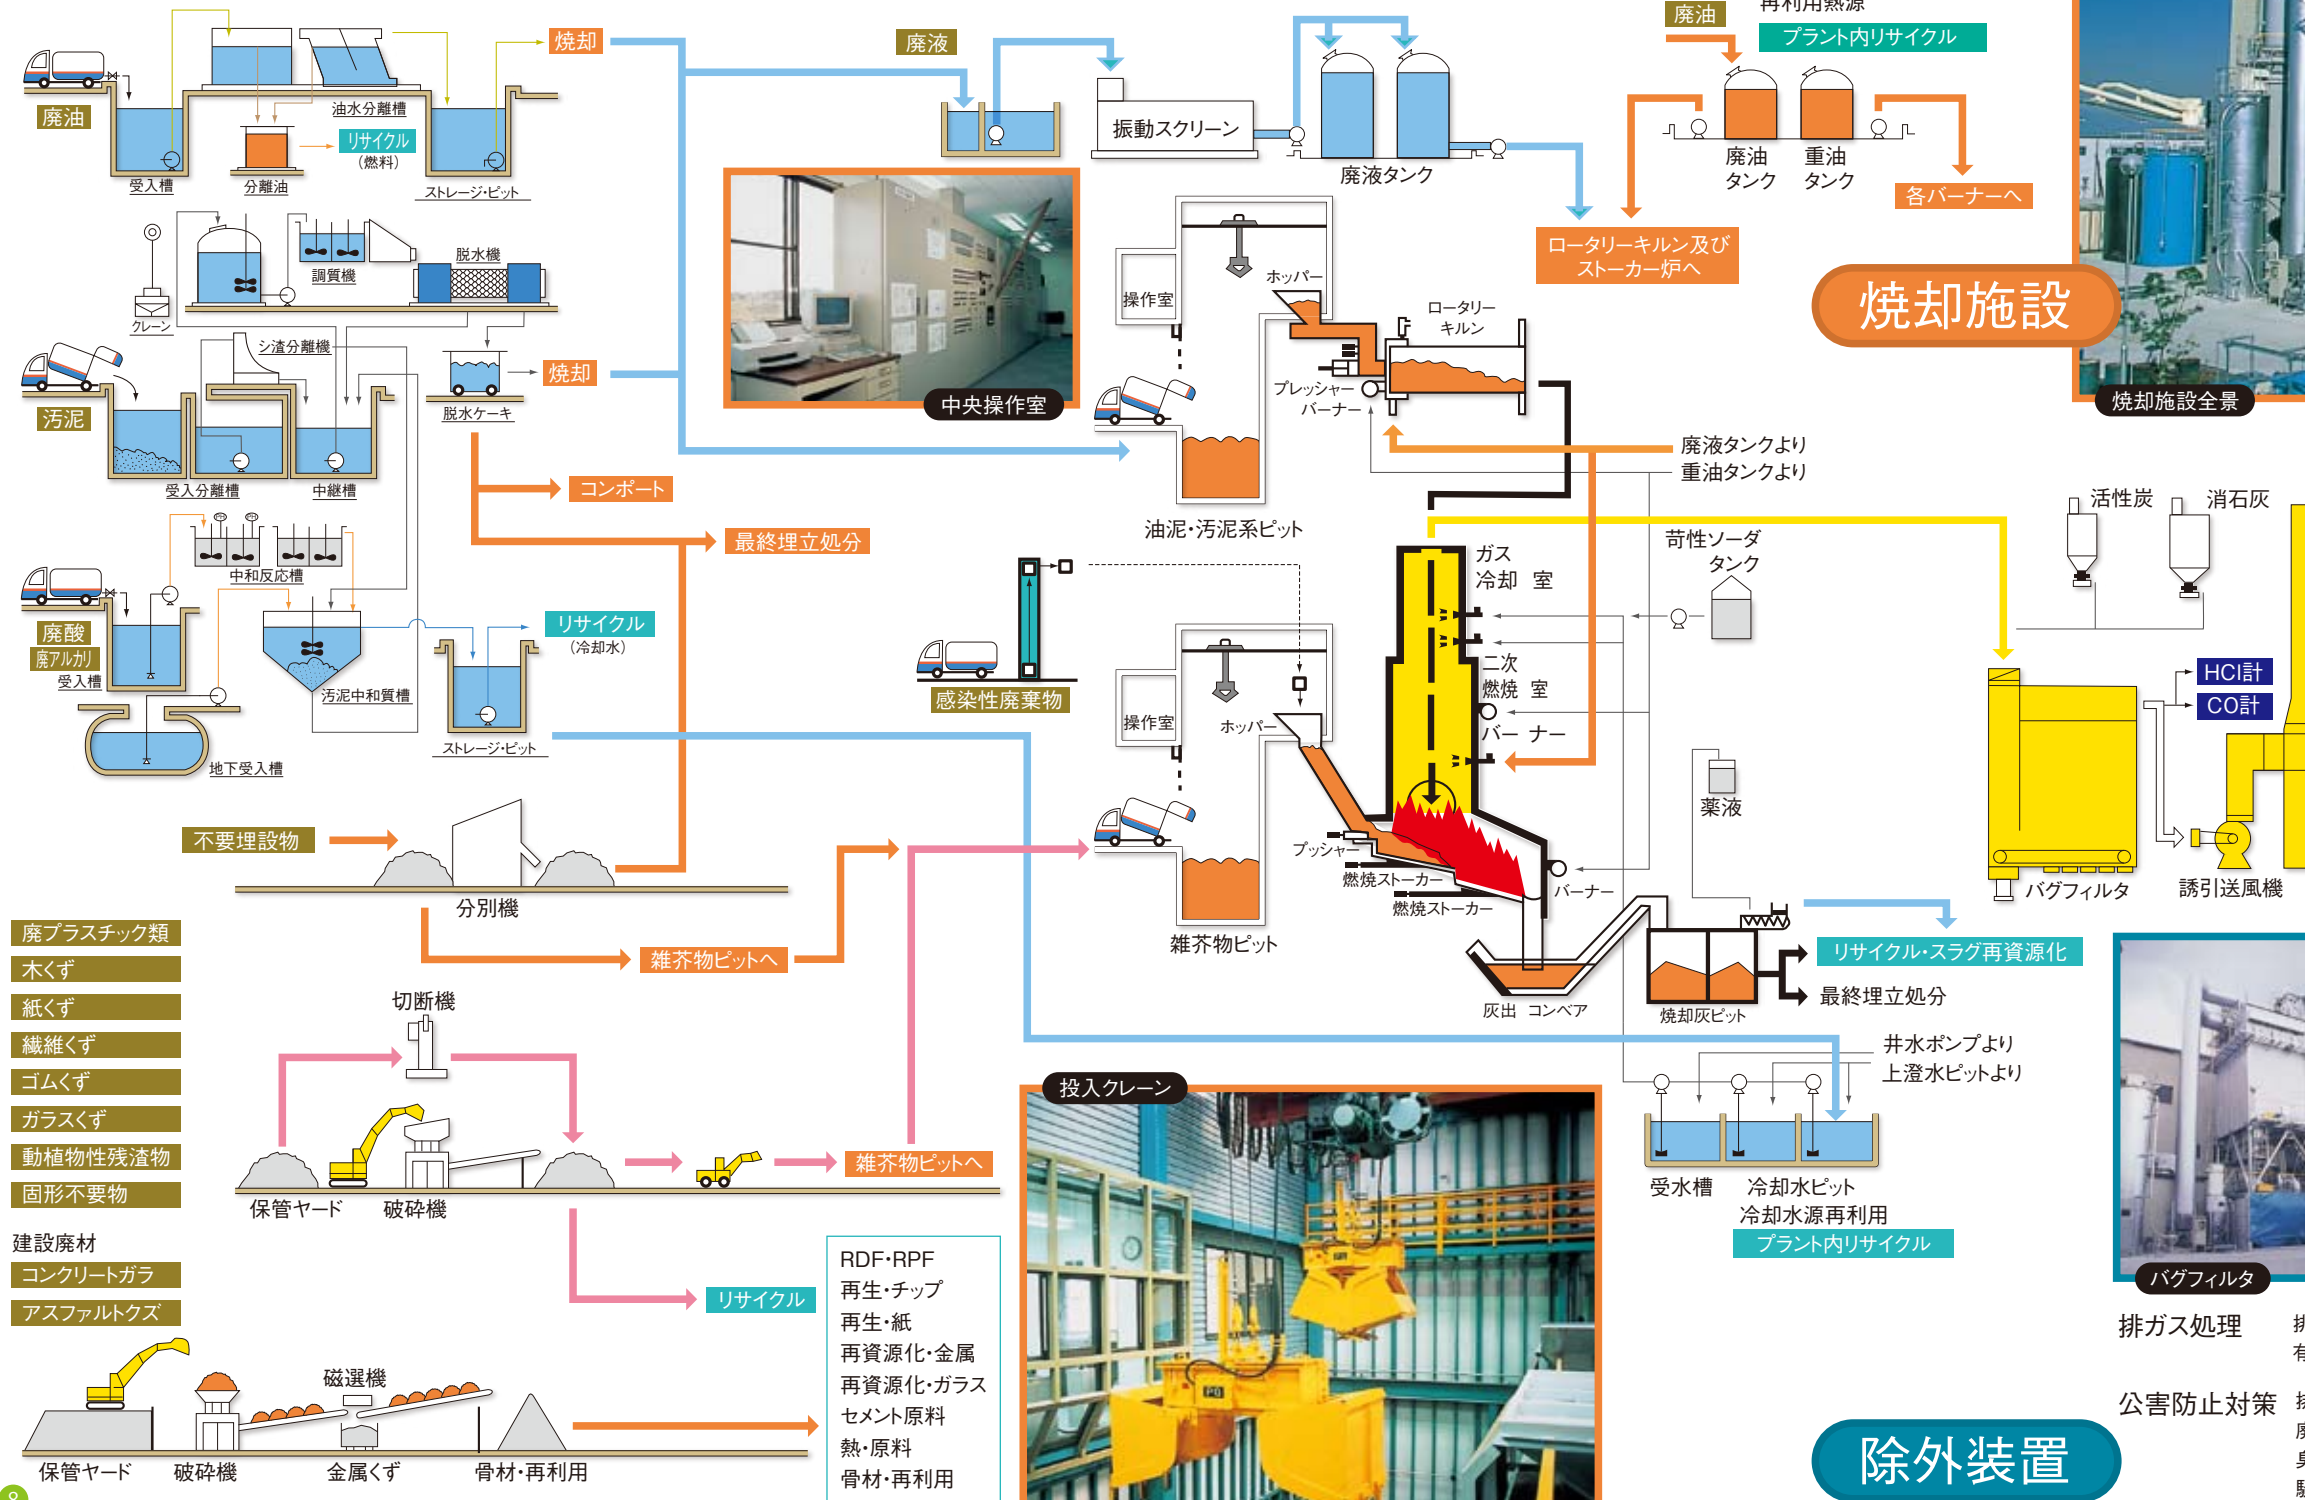 廃油
受入槽
油水分離槽
分離油
リサイクル
(燃料)
ストレージ・ピット
焼却
クレーン
調質機
脱水機
シ渣分離機
汚泥
受入分離槽
中継槽
脱水ケーキ
焼却
コンポート
最終埋立処分
中和反応槽
廃酸
廃アルカリ
受入槽
汚泥中和質槽
リサイクル
(冷却水)
ストレージ・ピット
地下受入槽
不要埋設物
分別機
雑芥物ピットへ
廃プラスチック類
木くず
紙くず
繊維くず
ゴムくず
ガラスくず
動植物性残渣物
固形不要物
切断機
保管ヤード
破砕機
雑芥物ピットへ
リサイクル
建設廃材
コンクリートガラ
アスファルトクズ
保管ヤード
破砕機
磁選機
金属くず
骨材・再利用
RDF・RPF
再生・チップ
再生・紙
再資源化・金属
再資源化・ガラス
セメント原料
熱・原料
骨材・再利用
8
廃液
振動スクリーン
廃液タンク
廃油
再利用熱源
プラント内リサイクル
廃油
タンク
重油
タンク
各バーナーへ
ロータリーキルン及び
ストーカー炉へ
中央操作室
操作室
ホッパー
ロータリー
キルン
プレッシャー
バーナー
油泥・汚泥系ピット
廃液タンクより
重油タンクより
焼却施設
焼却施設全景
感染性廃棄物
操作室
ホッパー
ガス
冷却 室
二次
燃焼 室
バー ナー
苛性ソーダ
タンク
活性炭
消石灰
HCl計
CO計
薬液
バグフィルタ
誘引送風機
プッシャー
燃焼ストーカー
燃焼ストーカー
バーナー
雑芥物ピット
灰出 コンベア
焼却灰ピット
リサイクル・スラグ再資源化
最終埋立処分
井水ポンプより
上澄水ピットより
受水槽
冷却水ピット
冷却水源再利用
プラント内リサイクル
投入クレーン
バグフィルタ
排ガス処理
有
公害防止対策
除外装置